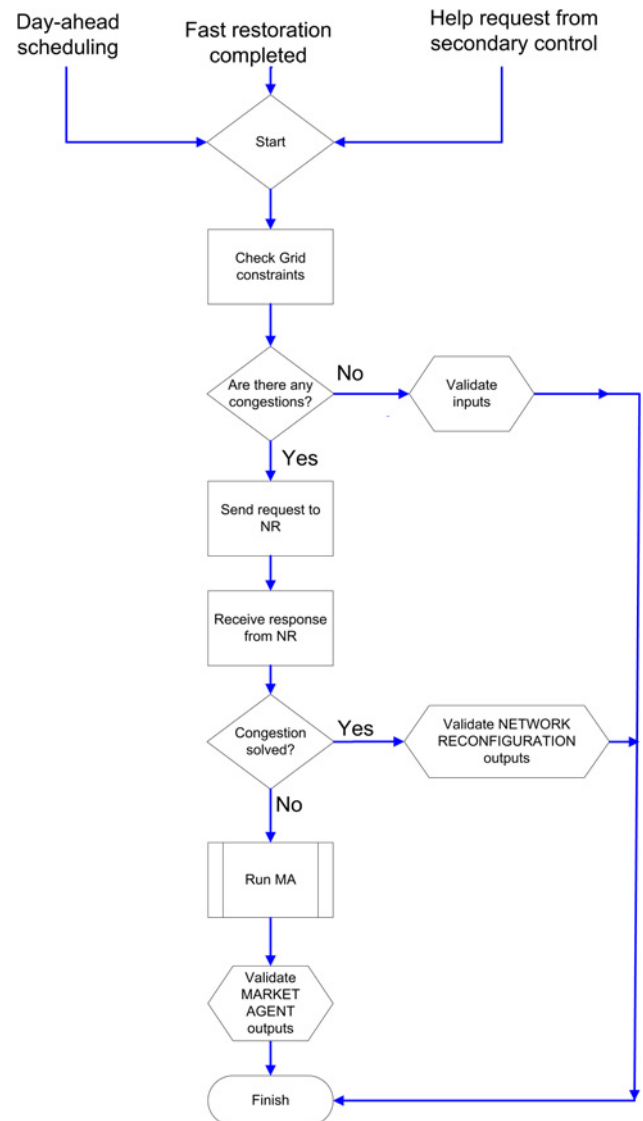 Day-ahead
scheduling
Fast restoration
completed
Help request from
secondary control
Start
Check Grid
constraints
Are there any
congestions?
No
Validate
inputs
Yes
Send request to
NR
Receive response
from NR
Congestion
solved?
Yes
Validate NETWORK
RECONFIGURATION
outputs
No
Run MA
Validate
MARKET
AGENT
outputs
Finish